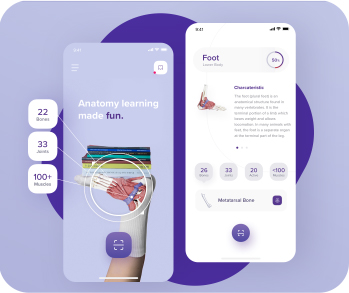 9:41
9:41
Anatomy learning
made fun.
22
Bones
33
Joints
100+
Muscles
Foot
Lower Body
50%
Charcateristic
The foot (plural feet) is an
anatomical structure found in
many vertebrates. It is the
terminal portion of a limb which
bears weight and allows
locomotion. In many animals with
feet, the foot is a separate organ
at the terminal part of the leg
26
Bones
33
Joints
20
<100
Muscles
Metatarsal Bone